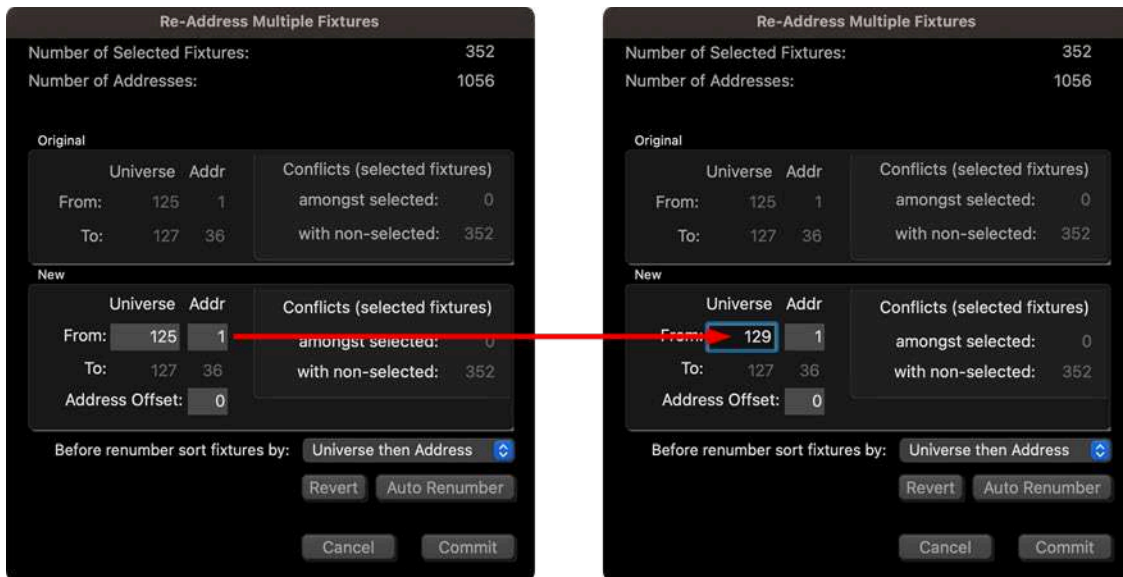 Re-Address Multiple Fixtures
Number of Selected Fixtures: 352
Number of Addresses: 1056
Original
Universe Addr Conflicts (selected fixtures)
From: 125 1 amongst selected: 0
To: 127 36 with non-selected: 352
New
Universe Addr Conflicts (selected fixtures)
From: 125 1 amongst selected: 0
To: 127 36 with non-selected: 352
Address Offset: 0
Before renumber sort fixtures by: Universe then Address
Revert Auto Renumber
Cancel Commit
Re-Address Multiple Fixtures
Number of Selected Fixtures: 352
Number of Addresses: 1056
Original
Universe Addr Conflicts (selected fixtures)
From: 125 1 amongst selected: 0
To: 127 36 with non-selected: 352
New
Universe Addr Conflicts (selected fixtures)
From: 129 1 amongst selected: 0
To: 127 36 with non-selected: 352
Address Offset: 0
Before renumber sort fixtures by: Universe then Address
Revert Auto Renumber
Cancel Commit